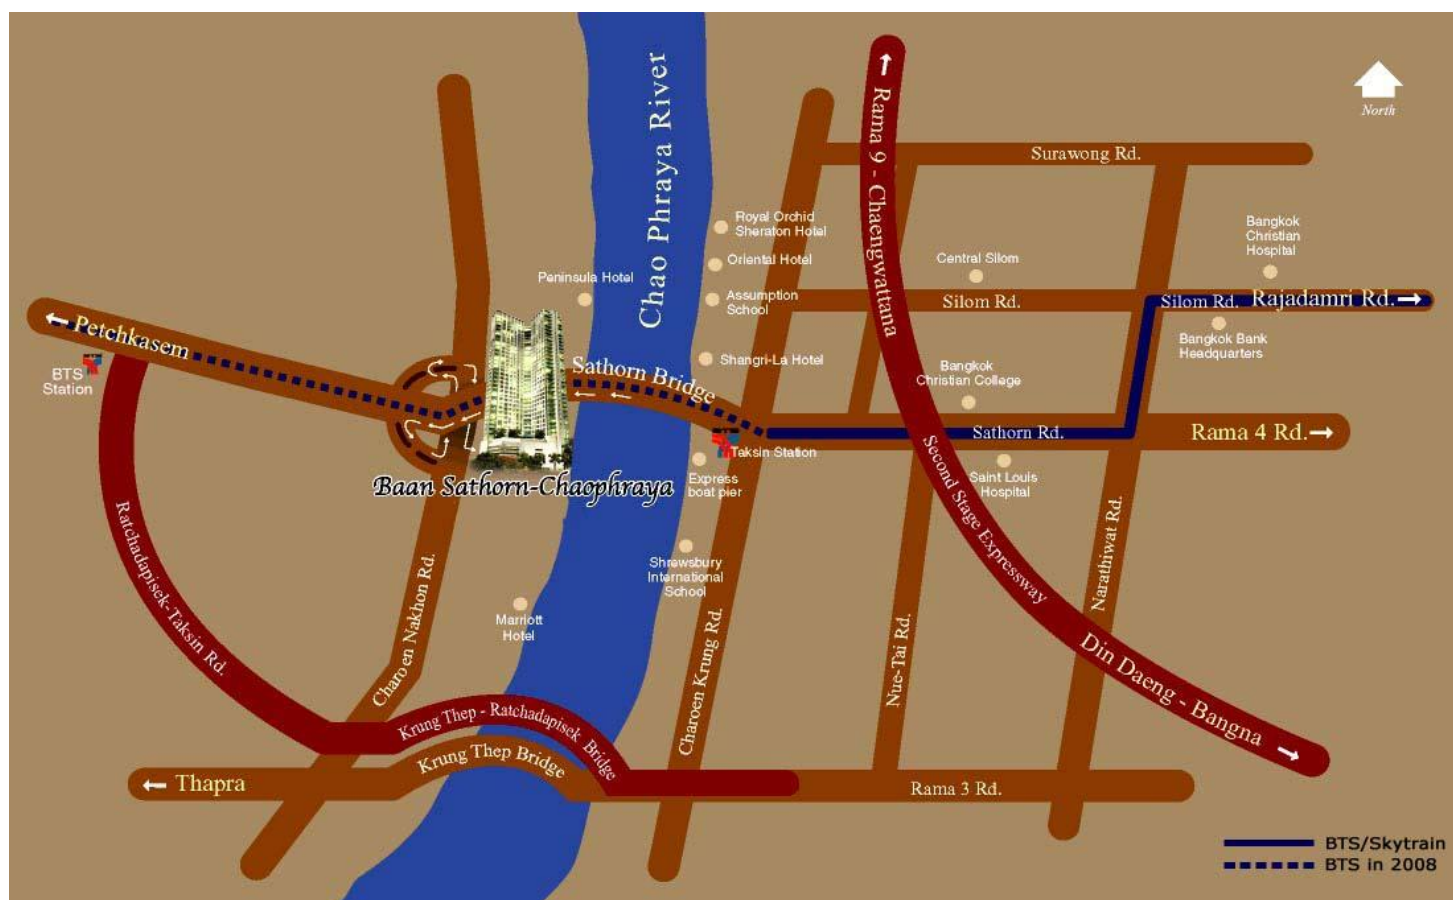 North
Rama 9 - Chaengwattana
Surawong Rd.
Chao Phraya River
Royal Orchid
Sheraton Hotel
Oriental Hotel
Peninsula Hotel
Assumption
School
Central Silom
Bangkok
Christian
Hospital
Silom Rd.
Silom Rd.
Rajadamri Rd.
Bangkok Bank
Headquarters
Petchkasem
BTS
Station
Sathorn Bridge
Shangri-La Hotel
Bangkok
Christian College
Sathorn Rd.
Rama 4 Rd.
Taksin Station
Baan Sathorn-Chaophraya
Express
boat pier
Saint Louis
Hospital
Second Stage Expressway
Ratchadapisek-Taksin Rd.
Charoen Nakhon Rd.
Shrewsbury
International
School
Marriott
Hotel
Charoen Krung Rd.
Nue-Tai Rd.
Narathiwat Rd.
Din Daeng - Bangna
Krung Thep - Ratchadapisek Bridge
Krung Thep Bridge
Thapra
Rama 3 Rd.
BTS/Skytrain
BTS in 2008